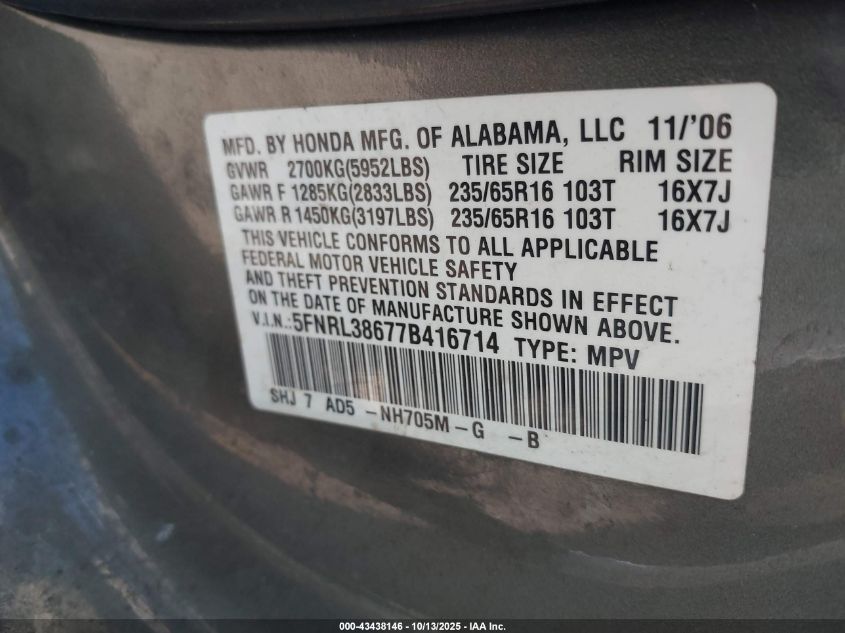 MFD. BY HONDA MFG. OF ALABAMA, LLC 11/'06
GVWR 2700KG(5952LBS) TIRE SIZE RIM SIZE
GAWR F 1285KG(2833LBS) 235/65R16 103T 16X7J
GAWR R 1450KG(3197LBS) 235/65R16 103T 16X7J
THIS VEHICLE CONFORMS TO ALL APPLICABLE
FEDERAL MOTOR VEHICLE SAFETY
AND THEFT PREVENTION STANDARDS IN EFFECT
ON THE DATE OF MANUFACTURE SHOWN ABOVE.
V.I.N.:5FNRL38677B416714 TYPE: MPV
SHJ 7 AD5 -NH705M-G -B
000-43438146 - 10/13/2025 - IAA Inc.